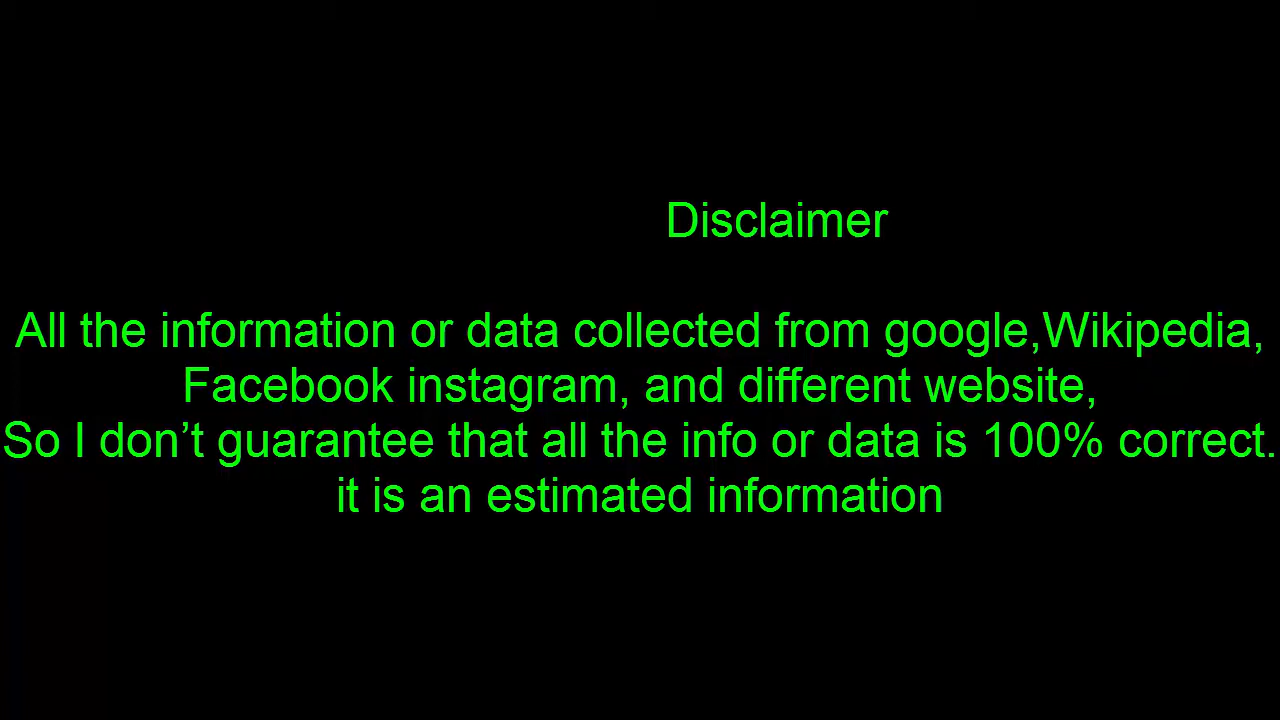 Disclaimer
All the information or data collected from google,Wikipedia,
Facebook instagram, and different website,
So I don’t guarantee that all the info or data is 100% correct.
it is an estimated information